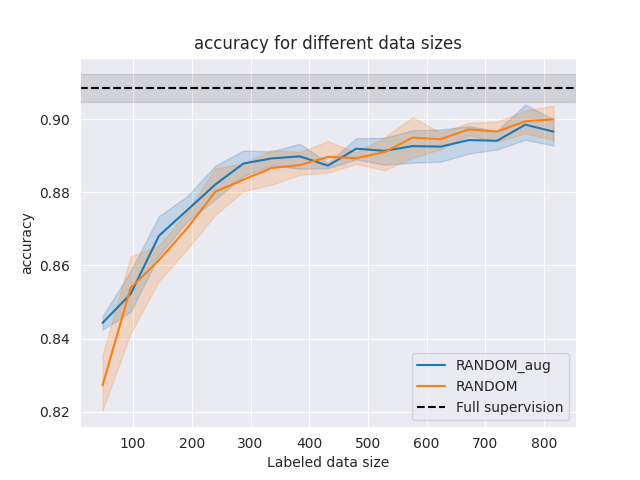 accuracy for different data sizes
accuracy
0.90
0.88
0.86
0.84
0.82
RANDOM_aug
RANDOM
Full supervision
100 200 300 400 500 600 700 800
Labeled data size